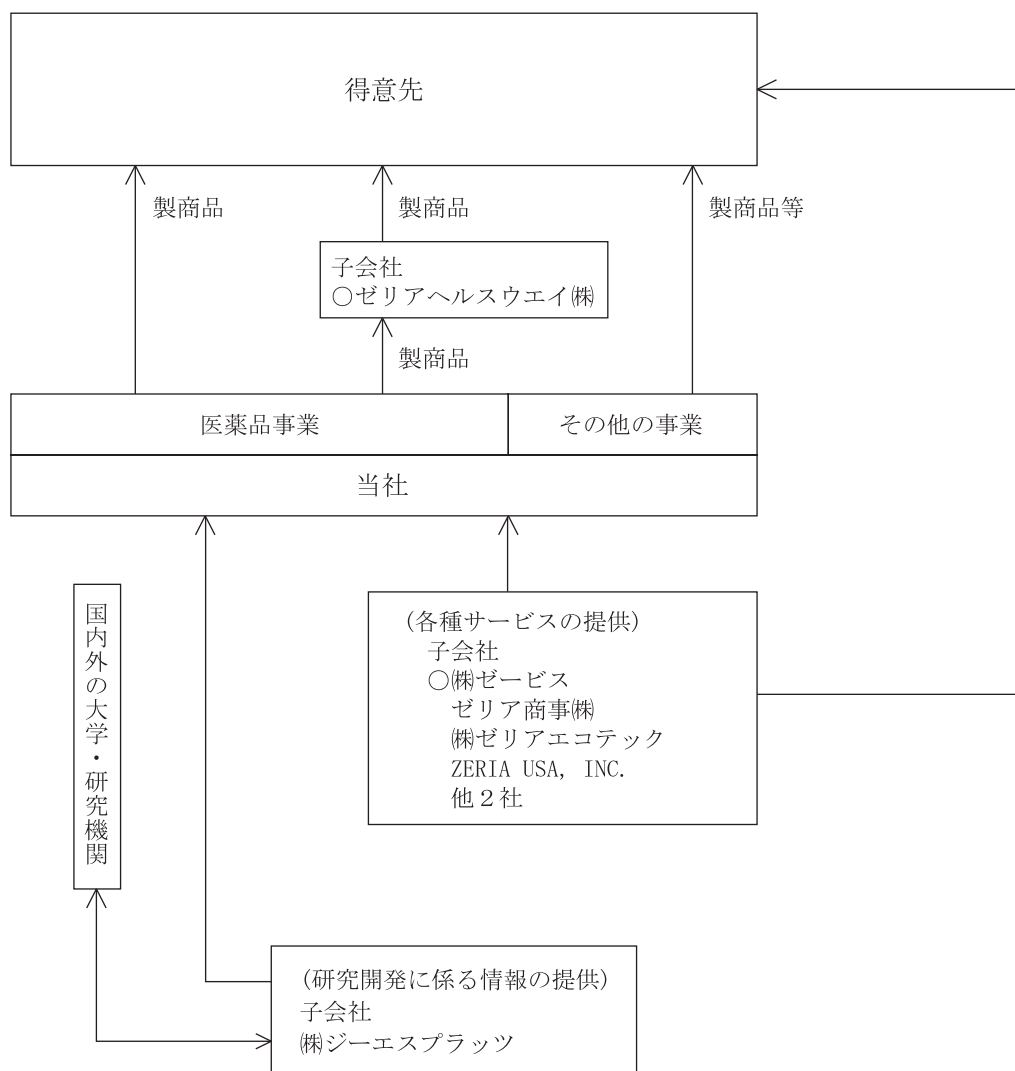 得意先
製商品
製商品
製商品等
子会社
○ゼリアヘルスウエイ㈱
製商品
医薬品事業
その他の事業
当社
国内外の大学・研究機関
(各種サービスの提供)
子会社
○㈱ゼービス
ゼリア商事㈱
㈱ゼリアエコテック
ZERIA USA, INC.
他２社
(研究開発に係る情報の提供)
子会社
㈱ジーエスプラッツ